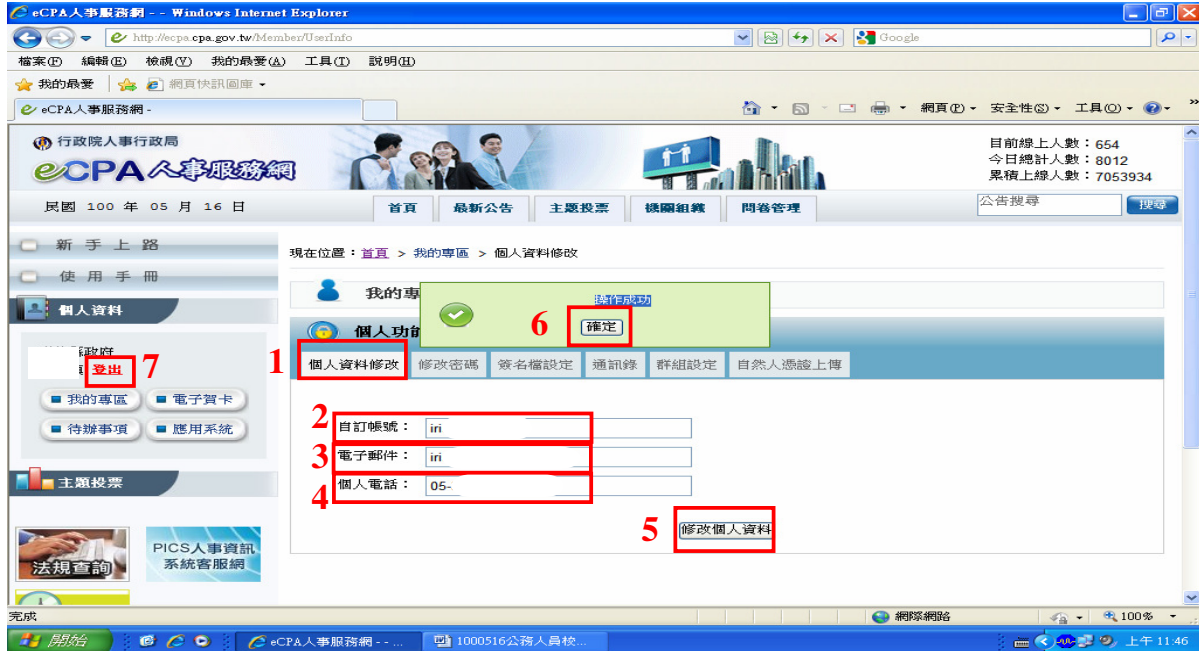 eCPA人事服務網 - - Windows Internet Explorer
http://ecpa.cpa.gov.tw/Member/UserInfo
Google
檔案(F) 編輯(E) 檢視(V) 我的最愛(A) 工具(T) 說明(H)
我的最愛 網頁快訊圖庫
eCPA人事服務網 -
網頁(P) 安全性(S) 工具(O)
行政院人事行政局
eCPA人事服務網
目前線上人數：654
今日總計人數：8012
累積上線人數：7053934
民國 100 年 05 月 16 日
首頁 最新公告 主題投票 機關組織 問卷管理
公告搜尋 搜尋
新手上路
使用手冊
現在位置：首頁 > 我的專區 > 個人資料修改
個人資料
我的專
操作成功
6 確定
個人功能
縣政府
登出 7
1 個人資料修改 修改密碼 簽名檔設定 通訊錄 群組設定 自然人憑證上傳
我的專區 電子賀卡
待辦事項 應用系統
2 自訂帳號： iri
3 電子郵件： iri
4 個人電話： 05-
主題投票
5 修改個人資料
法規查詢
PICS人事資訊
系統客服網
完成 網際網路 100%
開始 eCPA人事服務網 - - ... 1000516公務人員校... 上午 11:46